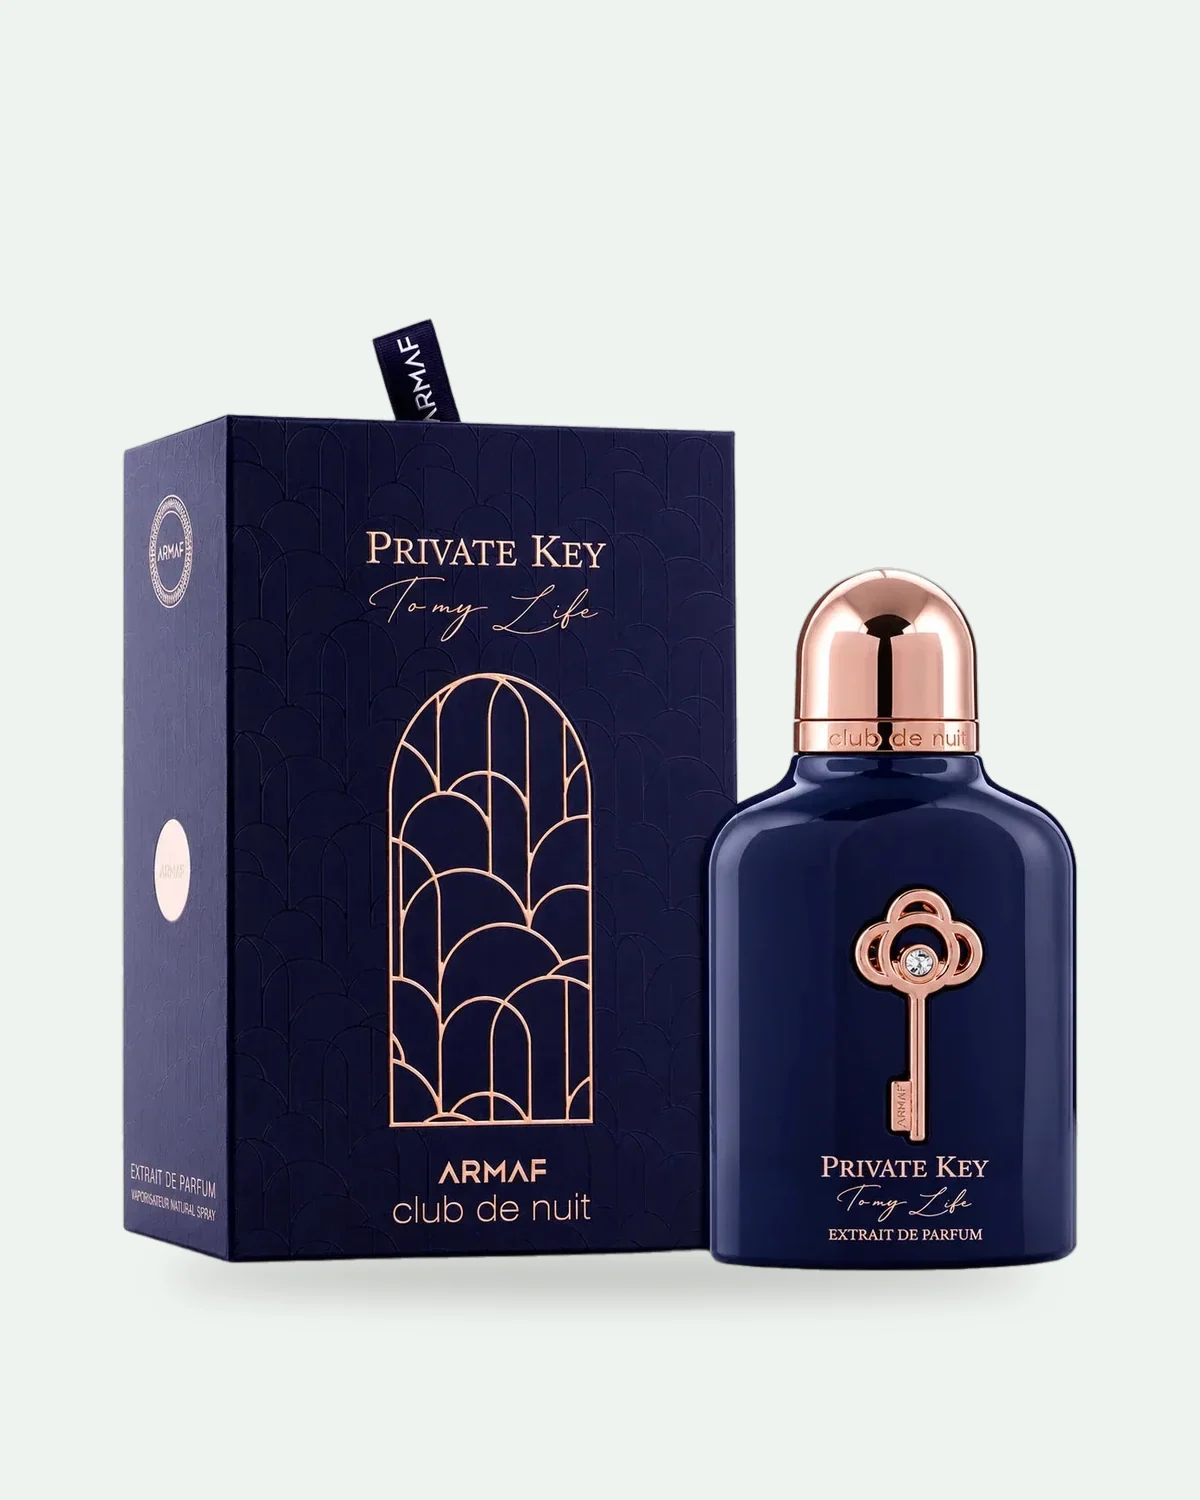 ARMAF
PRIVATE KEY
To my Life
ARMAF
ARMAF
EXTRAIT DE PARFUM
VAPORISATEUR NATURAL SPRAY
ARMAF
club de nuit
club de nuit
ARMAF
PRIVATE KEY
To my Life
EXTRAIT DE PARFUM